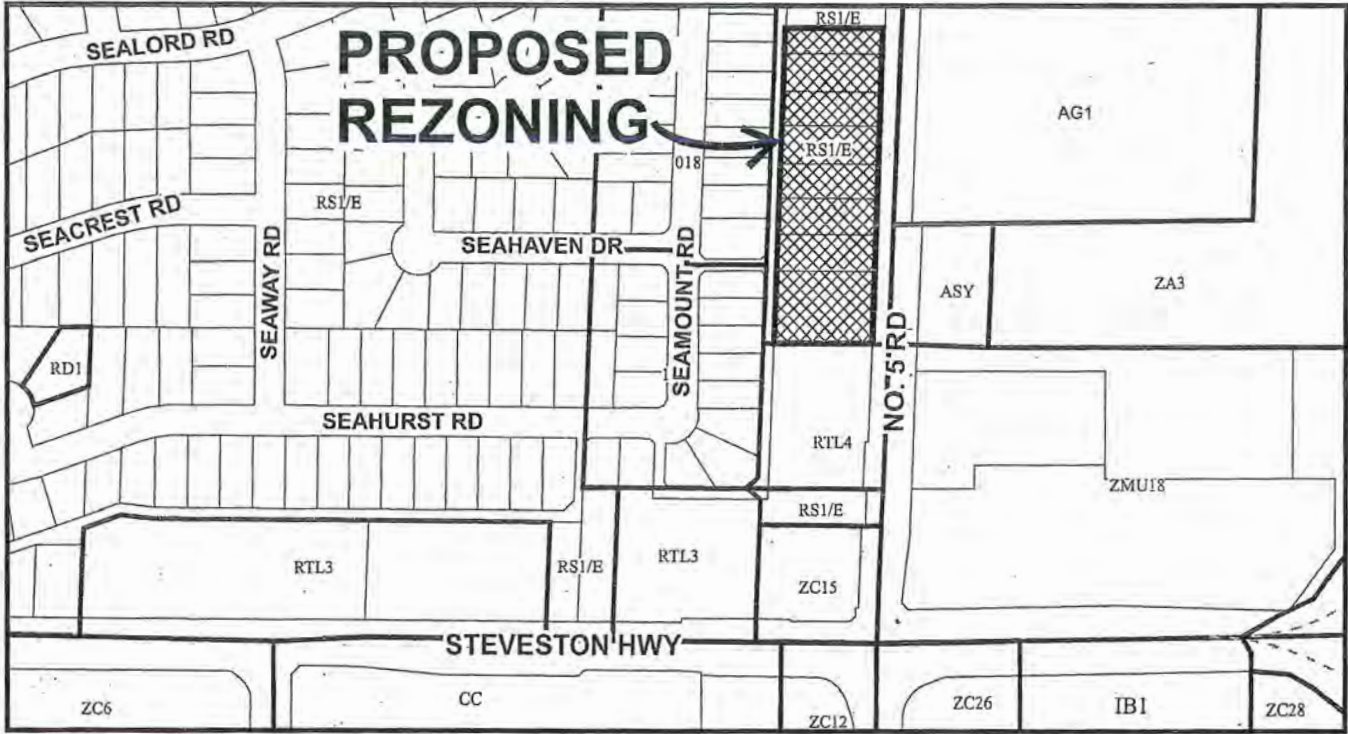 SEALORD RD
PROPOSED
REZONING
RS1/E
AG1
RS1/E
018
SEACREST RD
RS1/E
SEAHAVEN DR
SEAMOUNT RD
SEAWAY RD
ASY
ZA3
RD1
NO. 5 RD
SEAHURST RD
RTL4
ZMU18
RS1/E
RTL3
RS1/E
RTL3
ZC15
STEVESTON HWY
ZC6
CC
ZC12
ZC26
IB1
ZC28